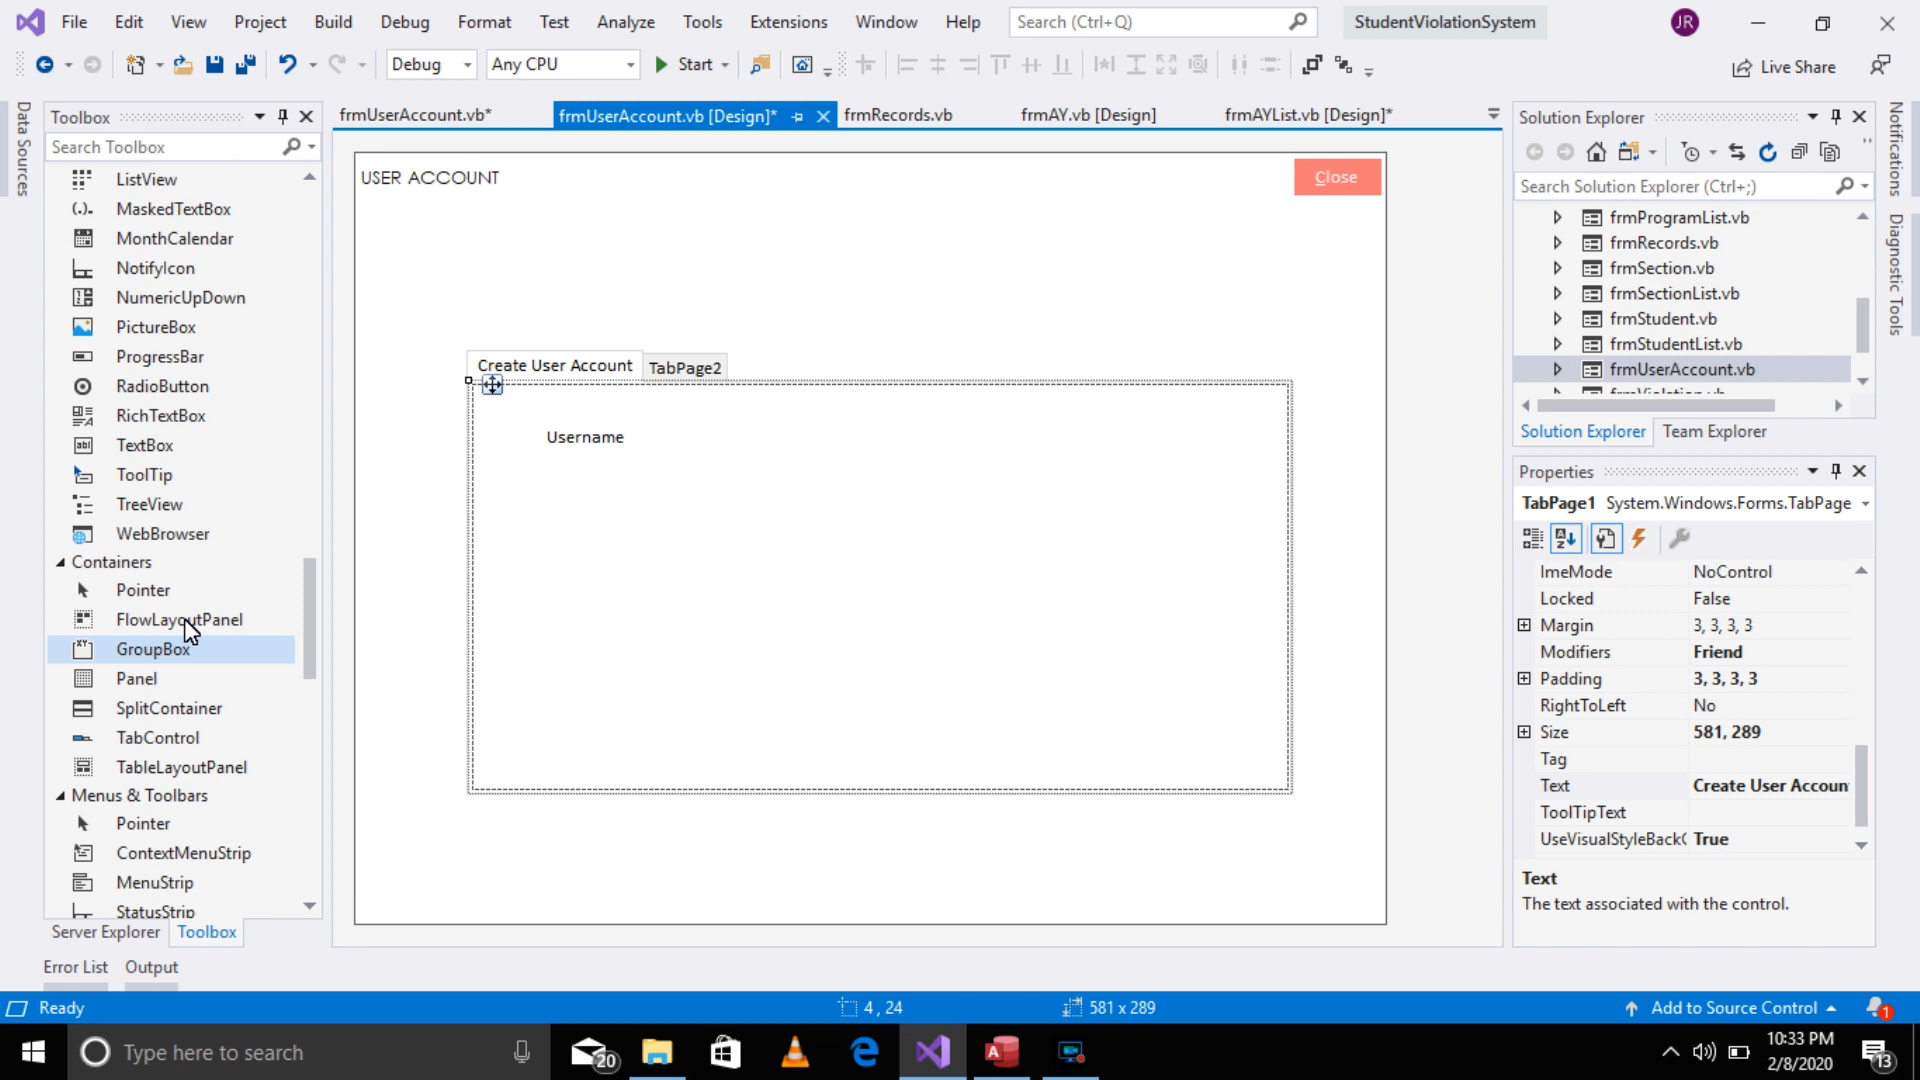 File Edit View Project Build Debug Format Test Analyze Tools Extensions Window Help Search (Ctrl+Q) StudentViolationSystem JR
Debug Any CPU Start Live Share
Data Sources
Toolbox
Search Toolbox
ListView
MaskedTextBox
MonthCalendar
NotifyIcon
NumericUpDown
PictureBox
ProgressBar
RadioButton
RichTextBox
TextBox
ToolTip
TreeView
WebBrowser
Containers
Pointer
FlowLayoutPanel
GroupBox
Panel
SplitContainer
TabControl
TableLayoutPanel
Menus & Toolbars
Pointer
ContextMenuStrip
MenuStrip
StatusStrip
Server Explorer Toolbox
Error List Output
frmUserAccount.vb* frmUserAccount.vb [Design]* frmRecords.vb frmAY.vb [Design] frmAYList.vb [Design]*
USER ACCOUNT Close
Create User Account TabPage2
Username
Solution Explorer
Search Solution Explorer (Ctrl+;)
frmProgramList.vb
frmRecords.vb
frmSection.vb
frmSectionList.vb
frmStudent.vb
frmStudentList.vb
frmUserAccount.vb
Solution Explorer Team Explorer
Properties
TabPage1 System.Windows.Forms.TabPage
ImeMode NoControl
Locked False
Margin 3, 3, 3, 3
Modifiers Friend
Padding 3, 3, 3, 3
RightToLeft No
Size 581, 289
Tag
Text Create User Accoun
ToolTipText
UseVisualStyleBackC True
Text
The text associated with the control.
Notifications
Diagnostic Tools
Ready 4 , 24 581 x 289 Add to Source Control 1
Type here to search 20 A 10:33 PM
2/8/2020 13